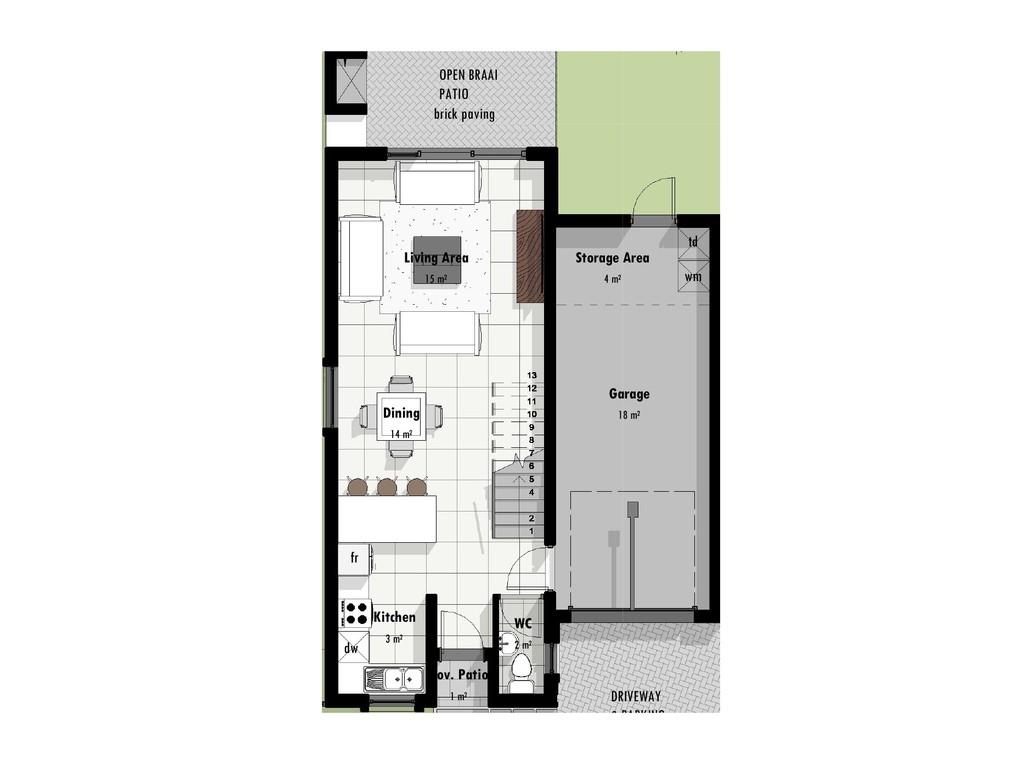 OPEN BRAAI
PATIO
brick paving
Living Area
15 m²
td
Storage Area
4 m²
wm
Garage
18 m²
Dining
14 m²
13
12
11
10
9
8
7
6
5
4
2
1
fr
Kitchen
3 m²
dw
WC
2 m²
ov. Patio
1 m²
DRIVEWAY